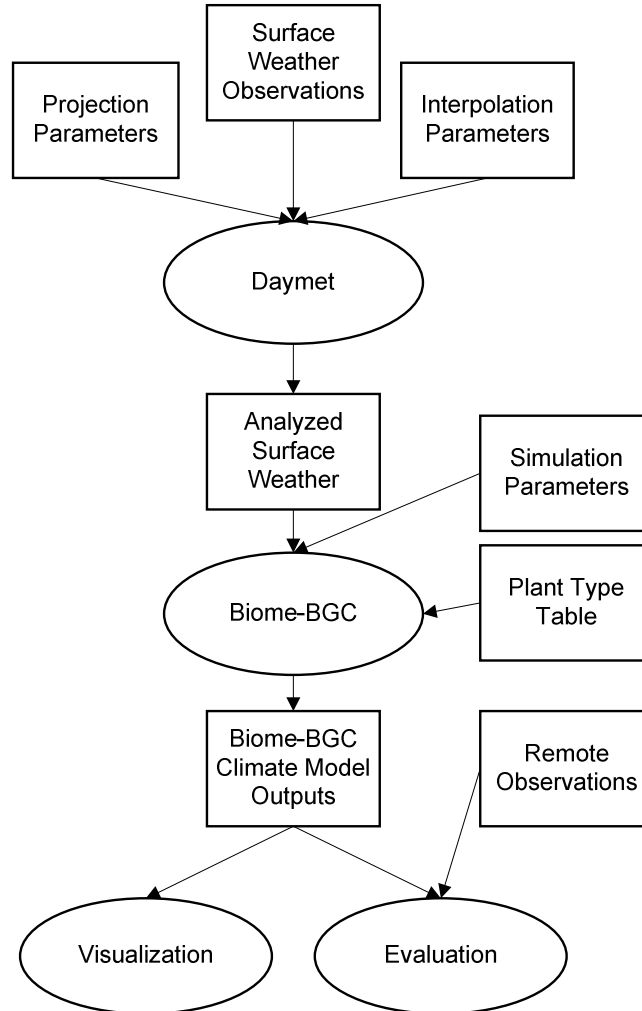 Surface
Weather
Observations
Projection
Parameters
Interpolation
Parameters
Daymet
Analyzed
Surface
Weather
Simulation
Parameters
Biome-BGC
Plant Type
Table
Biome-BGC
Climate Model
Outputs
Remote
Observations
Visualization
Evaluation